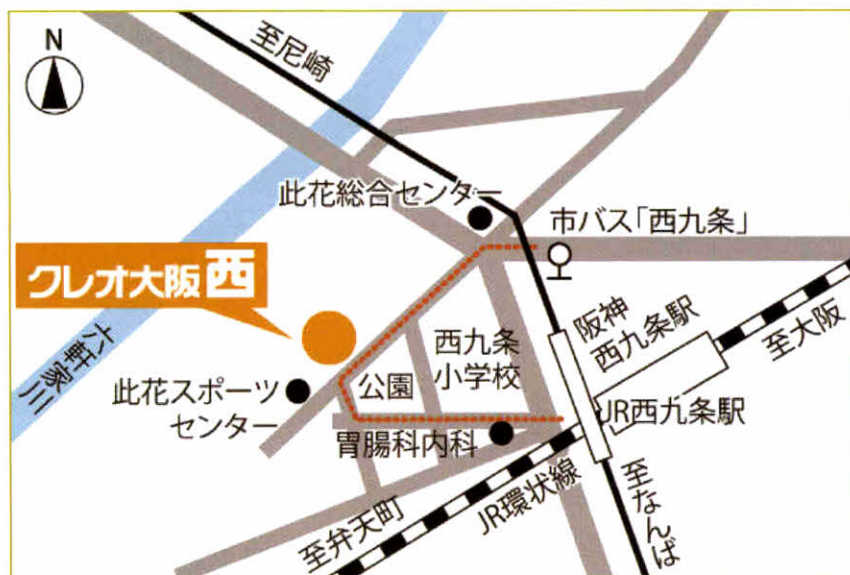 N
至尼崎
此花総合センター
市バス「西九条」
クレオ大阪西
六軒家川
阪神
西九条駅
至大阪
西九条
小学校
此花スポーツ
センター
公園
JR西九条駅
胃腸科内科
JR環状線
至弁天町
至なんば